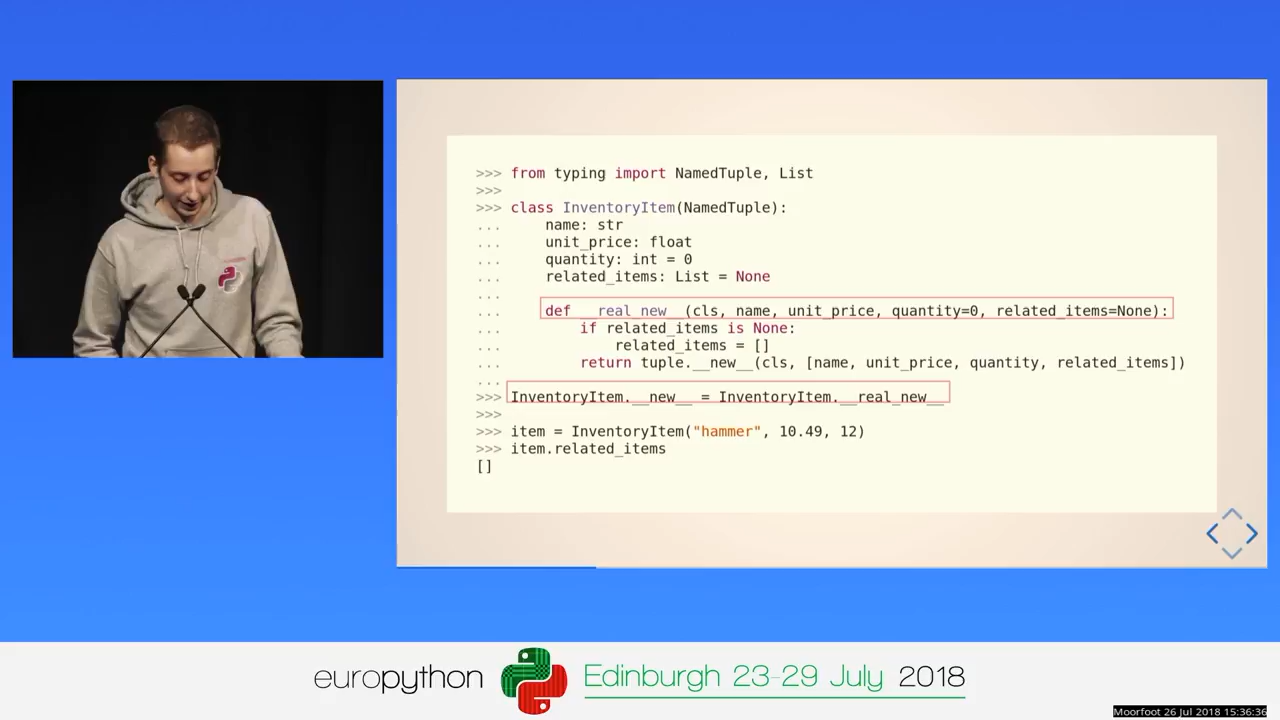 >>> from typing import NamedTuple, List
>>>
>>> class InventoryItem(NamedTuple):
...     name: str
...     unit_price: float
...     quantity: int = 0
...     related_items: List = None
...
...     def __real_new__(cls, name, unit_price, quantity=0, related_items=None):
...         if related_items is None:
...             related_items = []
...         return tuple.__new__(cls, [name, unit_price, quantity, related_items])
...
>>> InventoryItem.__new__ = InventoryItem.__real_new__
>>>
>>> item = InventoryItem("hammer", 10.49, 12)
>>> item.related_items
[]
europython Edinburgh 23-29 July 2018
Moorfoot 26 Jul 2018 15:36:36